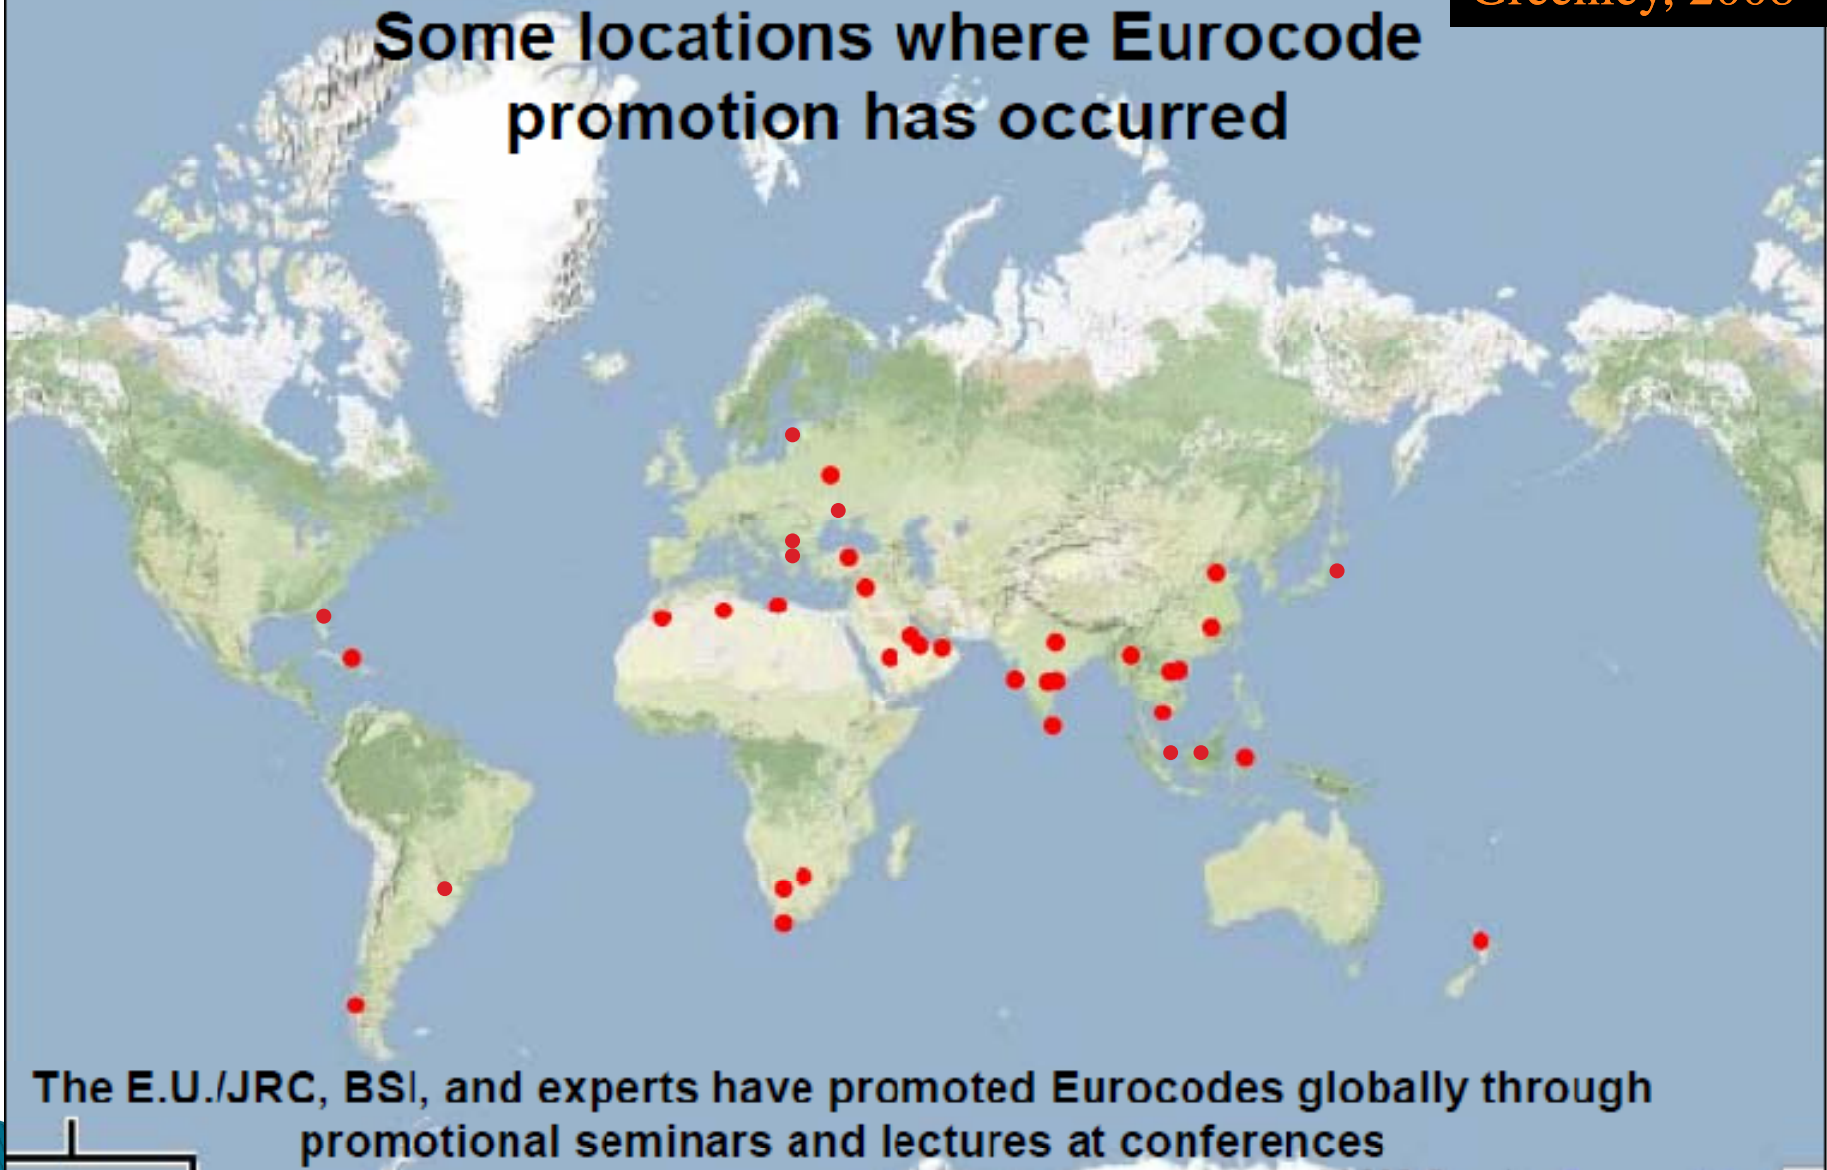 2008
Some locations where Eurocode
promotion has occurred
The E.U./JRC, BSI, and experts have promoted Eurocodes globally through
promotional seminars and lectures at conferences